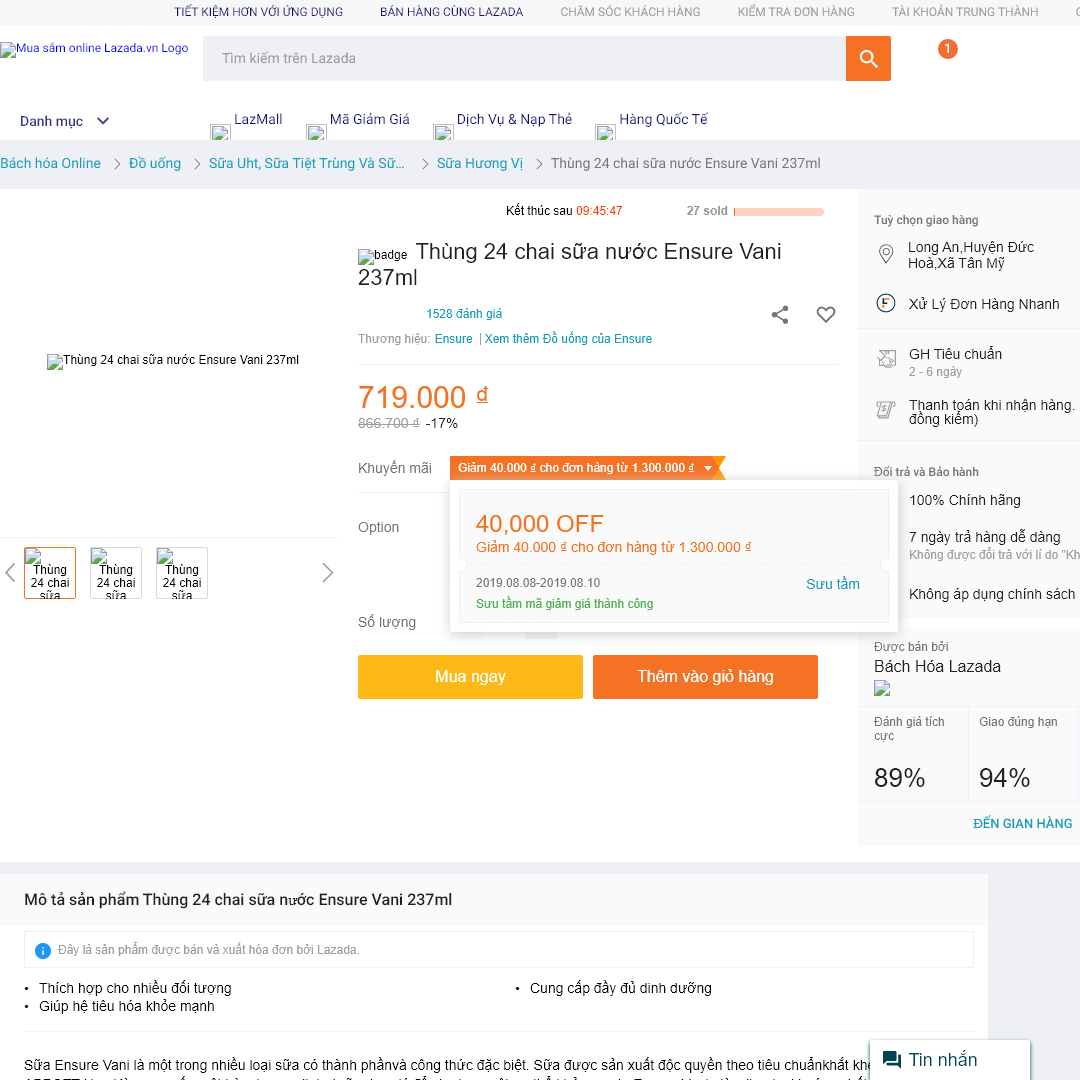 TIẾT KIỆM HƠN VỚI ỨNG DỤNG
BÁN HÀNG CÙNG LAZADA
CHĂM SÓC KHÁCH HÀNG
KIỂM TRA ĐƠN HÀNG
TÀI KHOẢN TRUNG THÀNH
Mua sắm online Lazada.vn Logo
Tìm kiếm trên Lazada
1
Danh mục
LazMall
Mã Giảm Giá
Dịch Vụ & Nạp Thẻ
Hàng Quốc Tế
Bách hóa Online
Đồ uống
Sữa Uht, Sữa Tiệt Trùng Và Sữ...
Sữa Hương Vị
Thùng 24 chai sữa nước Ensure Vani 237ml
Kết thúc sau 09:45:47
27 sold
badge Thùng 24 chai sữa nước Ensure Vani
237ml
1528 đánh giá
Thương hiệu: Ensure | Xem thêm Đồ uống của Ensure
Thùng 24 chai sữa nước Ensure Vani 237ml
719.000 ₫
866.700 ₫ -17%
Khuyến mãi
Giảm 40.000 ₫ cho đơn hàng từ 1.300.000 ₫
40,000 OFF
Giảm 40.000 ₫ cho đơn hàng từ 1.300.000 ₫
2019.08.08-2019.08.10
Sưu tầm
Sưu tầm mã giảm giá thành công
Option
Số lượng
Thùng
24 chai
sữa
Thùng
24 chai
sữa
Thùng
24 chai
sữa
Mua ngay
Thêm vào giỏ hàng
Tuỳ chọn giao hàng
Long An,Huyện Đức
Hoà,Xã Tân Mỹ
Xử Lý Đơn Hàng Nhanh
GH Tiêu chuẩn
2 - 6 ngày
Thanh toán khi nhận hàng.
đồng kiểm)
Đổi trả và Bảo hành
100% Chính hãng
7 ngày trả hàng dễ dàng
Không được đổi trả với lí do "Kh
Không áp dụng chính sách
Được bán bởi
Bách Hóa Lazada
Đánh giá tích
cực
89%
Giao đúng hạn
94%
ĐẾN GIAN HÀNG
Mô tả sản phẩm Thùng 24 chai sữa nước Ensure Vani 237ml
Đây là sản phẩm được bán và xuất hóa đơn bởi Lazada.
• Thích hợp cho nhiều đối tượng
• Cung cấp đầy đủ dinh dưỡng
• Giúp hệ tiêu hóa khỏe mạnh
Sữa Ensure Vani là một trong nhiều loại sữa có thành phầnvà công thức đặc biệt. Sữa được sản xuất độc quyền theo tiêu chuẩnkhắt
Tin nhắn